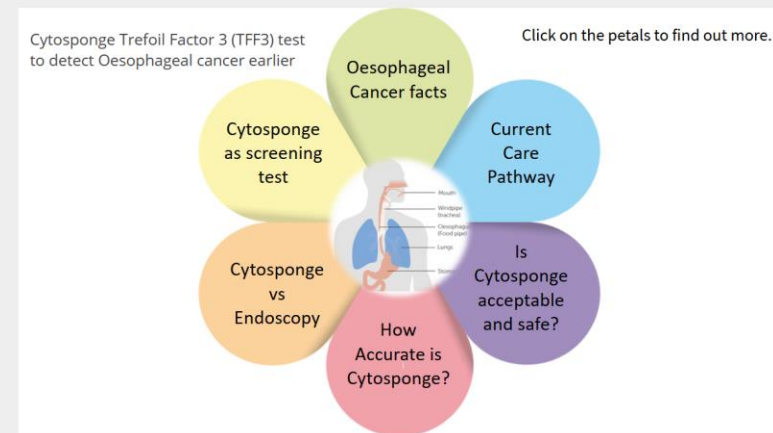 Cytosponge Trefoil Factor 3 (TFF3) test
to detect Oesophageal cancer earlier
Click on the petals to find out more.
Oesophageal
Cancer facts
Current
Care
Pathway
Is
Cytosponge
acceptable
and safe?
How
Accurate is
Cytosponge?
Cytosponge
vs
Endoscopy
Cytosponge
as screening
test
Mouth
Windpipe
(trachea)
(Food pipe)
Lungs